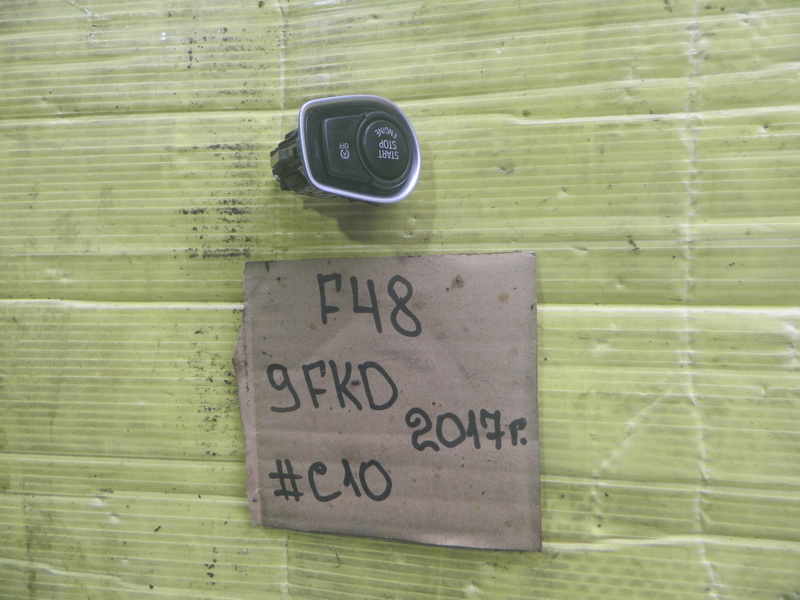 START
STOP
ENGINE
OFF
F48
9FKD
2017г.
#C10